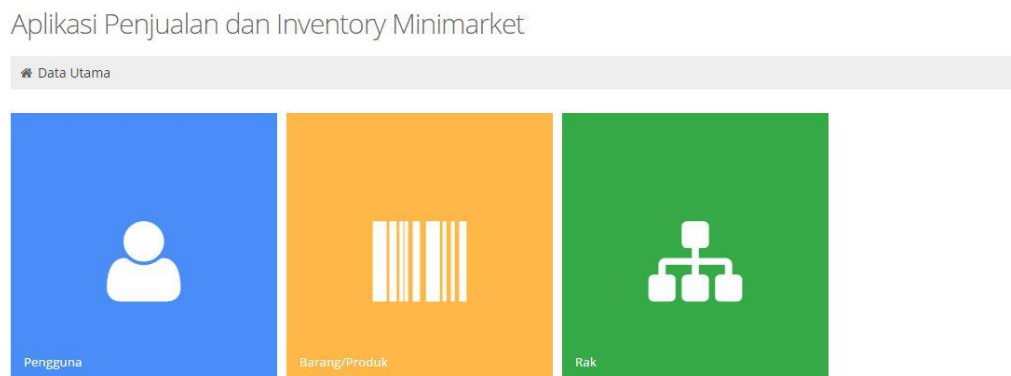 Aplikasi Penjualan dan Inventory Minimarket
Data Utama
Pengguna
Barang/Produk
Rak